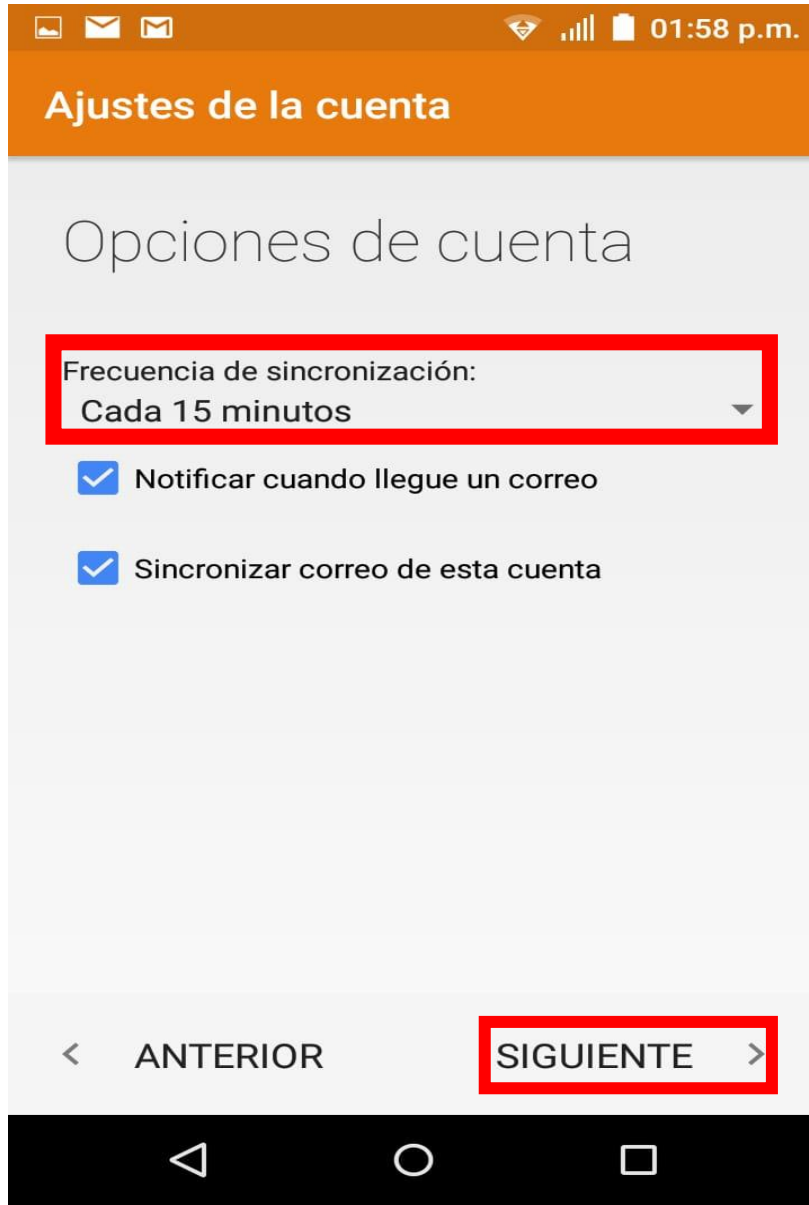 01:58 p.m.
Ajustes de la cuenta
Opciones de cuenta
Frecuencia de sincronización:
Cada 15 minutos
Notificar cuando llegue un correo
Sincronizar correo de esta cuenta
< ANTERIOR SIGUIENTE >